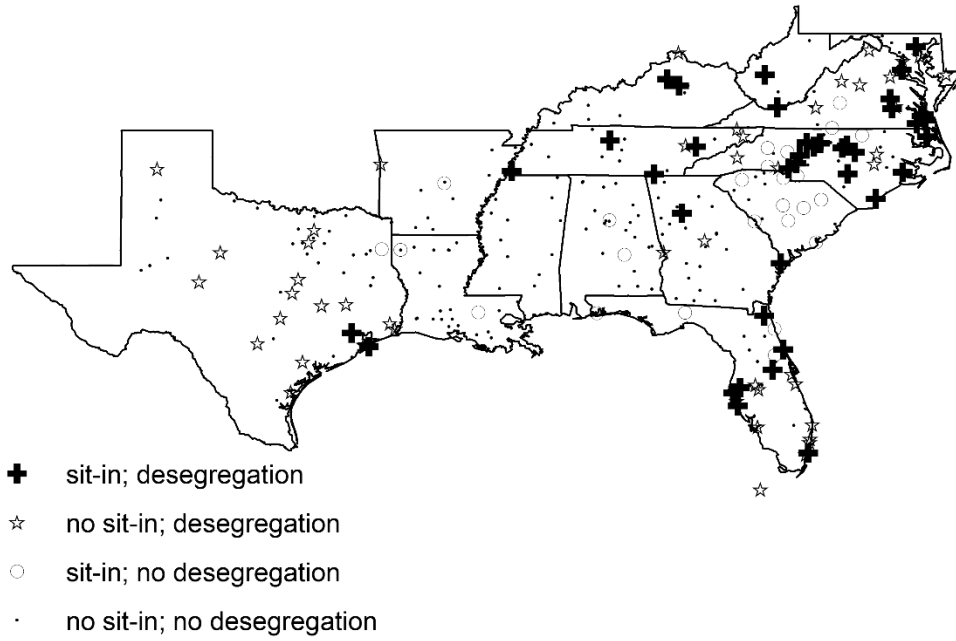 sit-in; desegregation
no sit-in; desegregation
sit-in; no desegregation
no sit-in; no desegregation